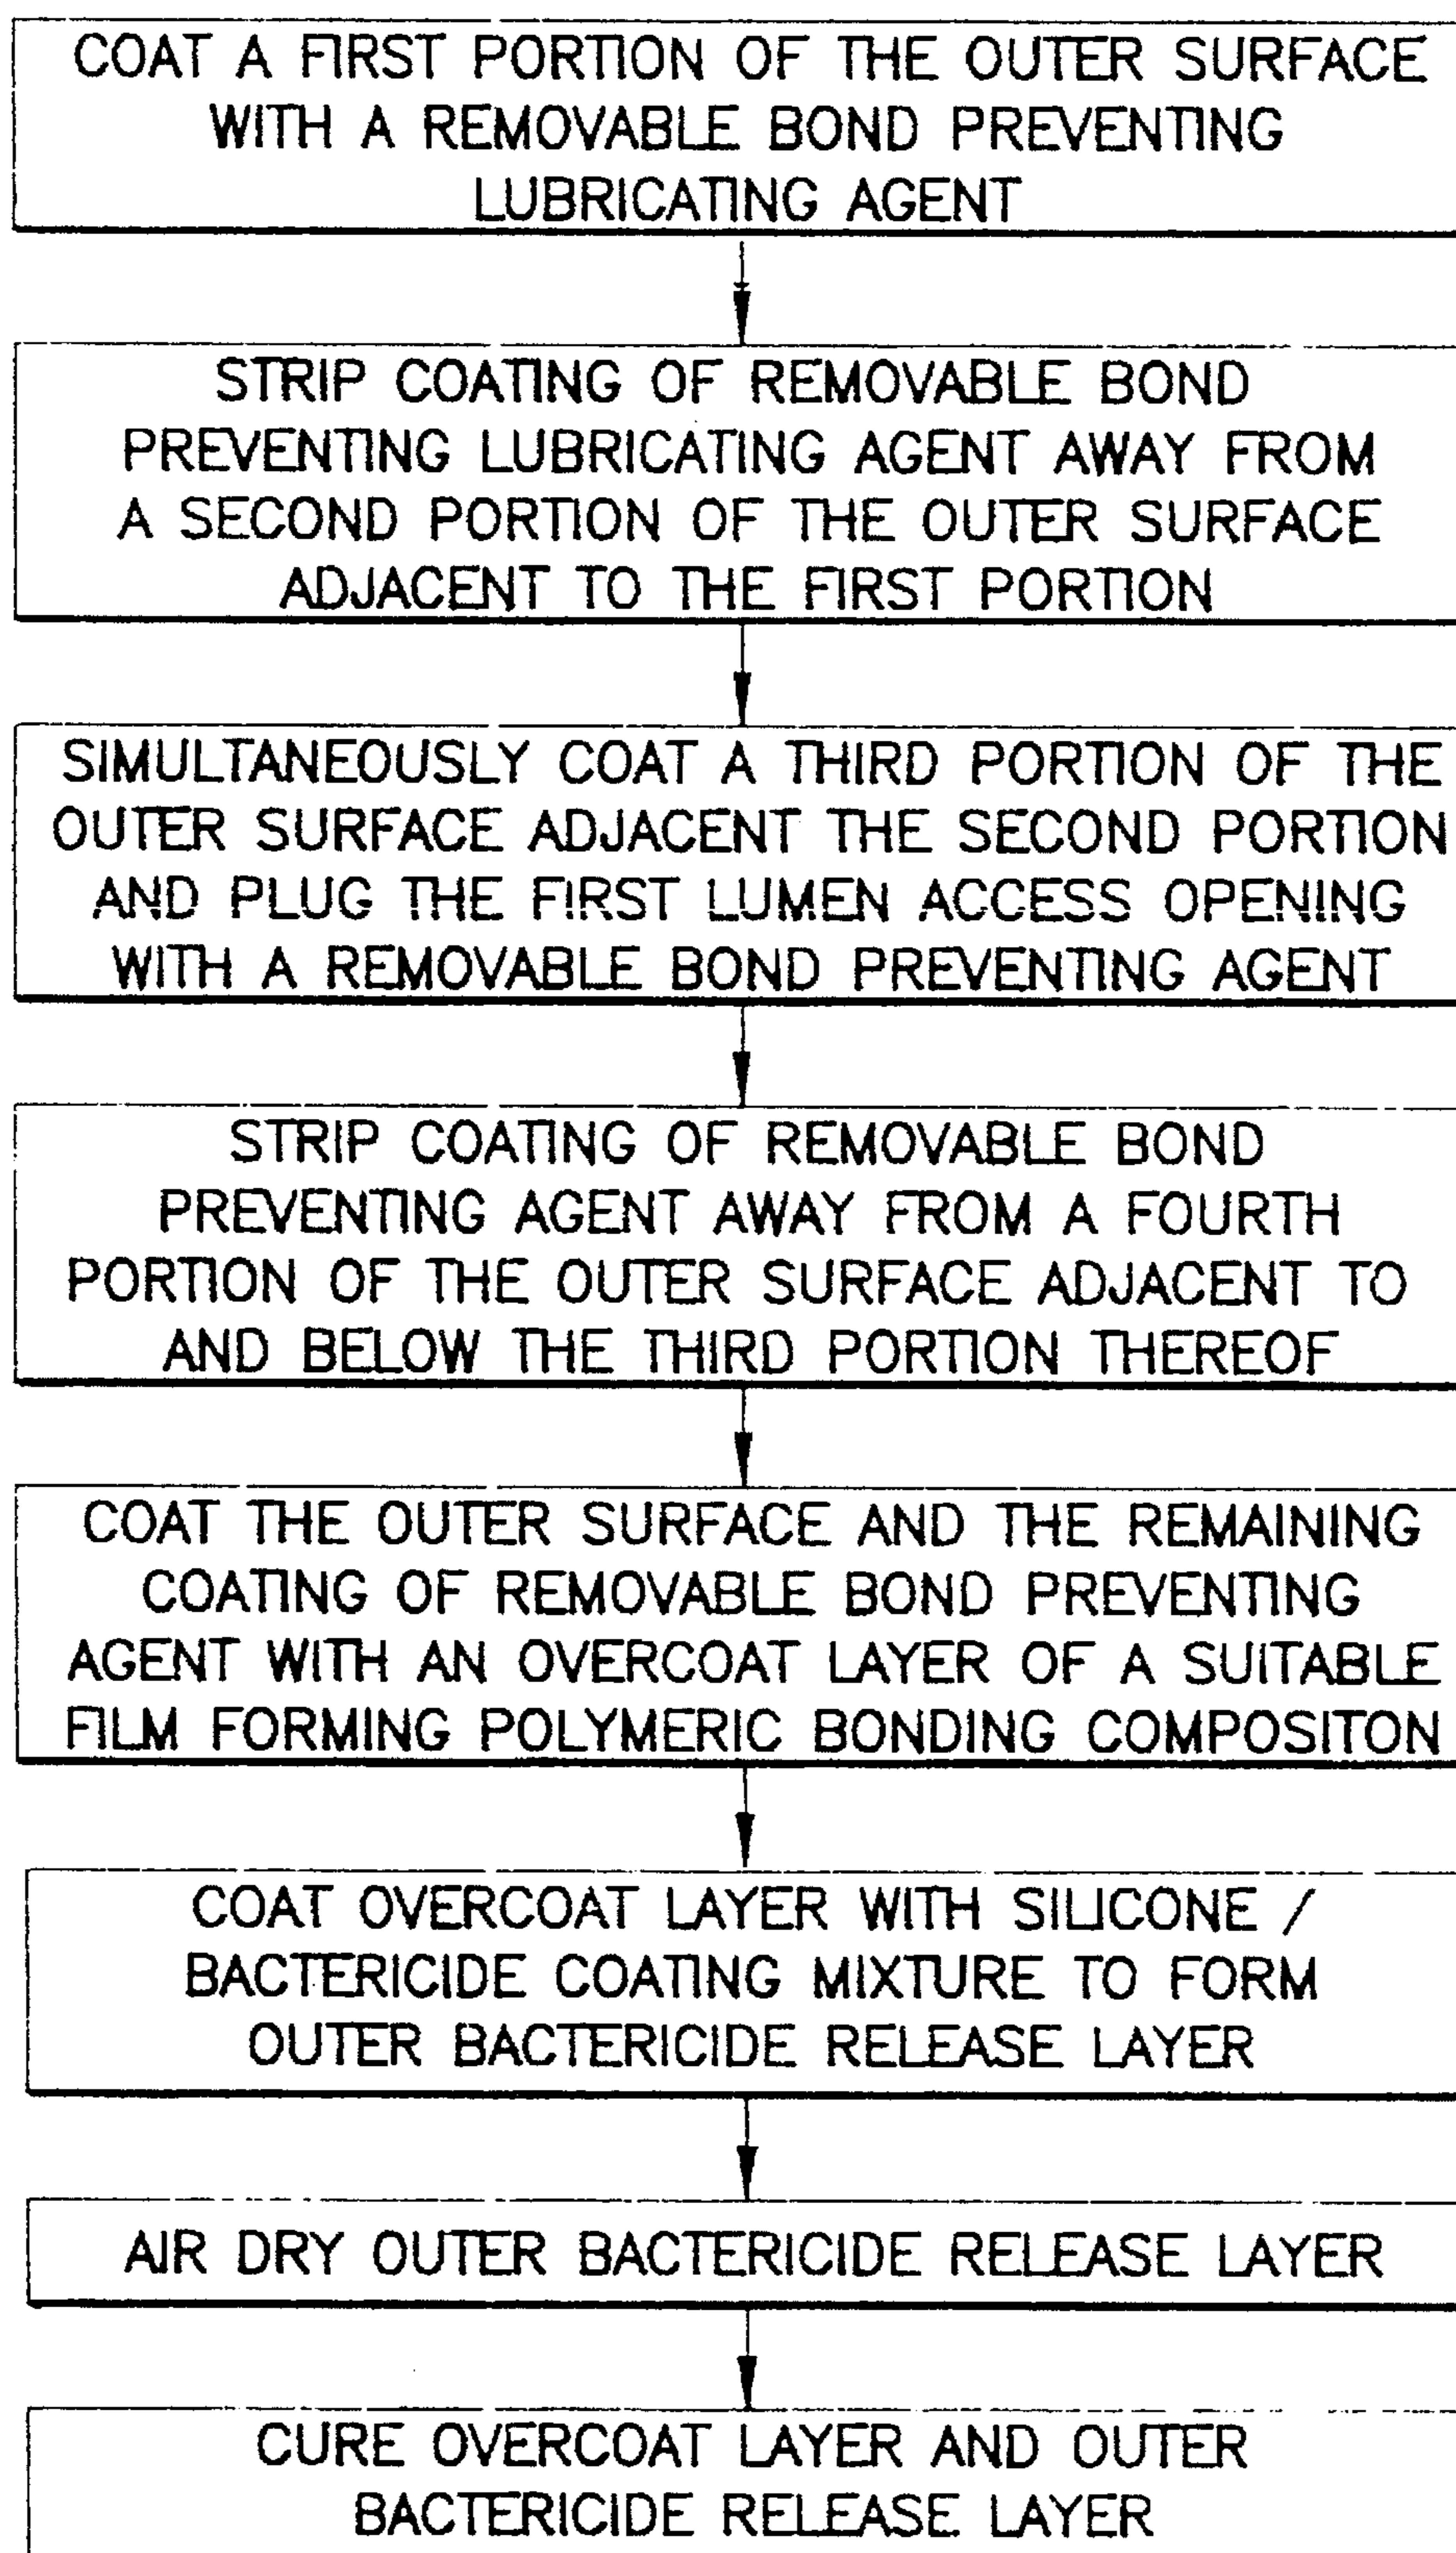 COAT A FIRST PORTION OF THE OUTER SURFACE
WITH A REMOVABLE BOND PREVENTING
LUBRICATING AGENT
STRIP COATING OF REMOVABLE BOND
PREVENTING LUBRICATING AGENT AWAY FROM
A SECOND PORTION OF THE OUTER SURFACE
ADJACENT TO THE FIRST PORTION
SIMULTANEOUSLY COAT A THIRD PORTION OF THE
OUTER SURFACE ADJACENT THE SECOND PORTION
AND PLUG THE FIRST LUMEN ACCESS OPENING
WITH A REMOVABLE BOND PREVENTING AGENT
STRIP COATING OF REMOVABLE BOND
PREVENTING AGENT AWAY FROM A FOURTH
PORTION OF THE OUTER SURFACE ADJACENT TO
AND BELOW THE THIRD PORTION THEREOF
COAT THE OUTER SURFACE AND THE REMAINING
COATING OF REMOVABLE BOND PREVENTING
AGENT WITH AN OVERCOAT LAYER OF A SUITABLE
FILM FORMING POLYMERIC BONDING COMPOSITON
COAT OVERCOAT LAYER WITH SILICONE /
BACTERICIDE COATING MIXTURE TO FORM
OUTER BACTERICIDE RELEASE LAYER
AIR DRY OUTER BACTERICIDE RELEASE LAYER
CURE OVERCOAT LAYER AND OUTER
BACTERICIDE RELEASE LAYER